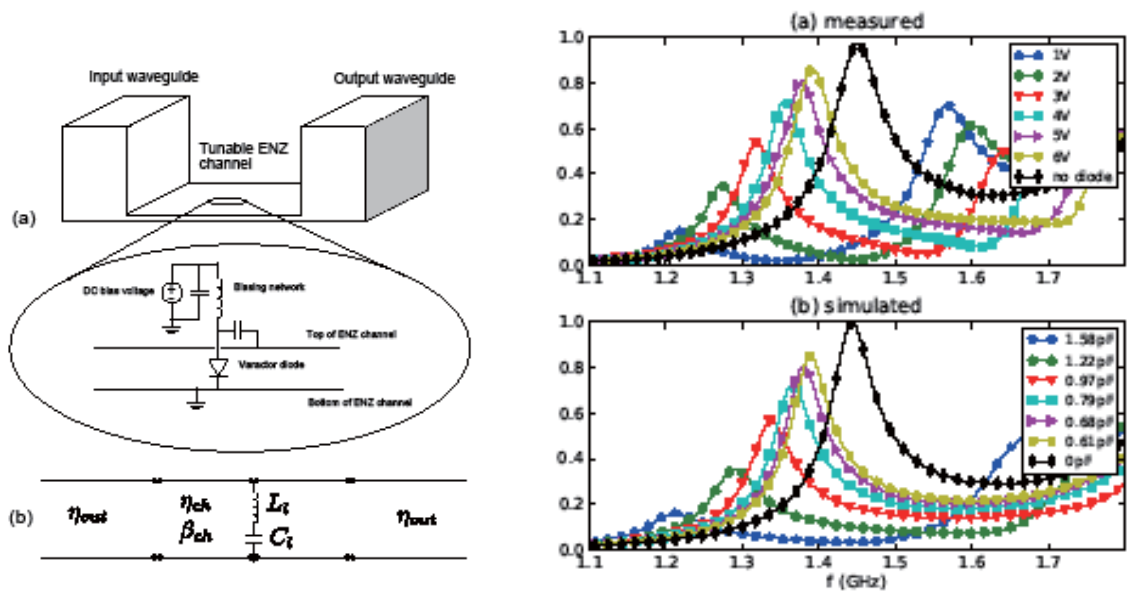 Input waveguide
Output waveguide
Tunable ENZ
channel
(a)
DC bias voltage
Biasing network
Top of ENZ channel
Varactor diode
Bottom of ENZ channel
(b)
η_out
η_ch
β_ch
L_l
C_l
η_out
(a) measured
1.0
0.8
0.6
0.4
0.2
0.0
1V
2V
3V
4V
5V
6V
no diode
1.1 1.2 1.3 1.4 1.5 1.6 1.7
(b) simulated
1.0
0.8
0.6
0.4
0.2
0.0
1.58pF
1.22pF
0.97pF
0.79pF
0.68pF
0.61pF
0pF
1.1 1.2 1.3 1.4 1.5 1.6 1.7
f (GHz)